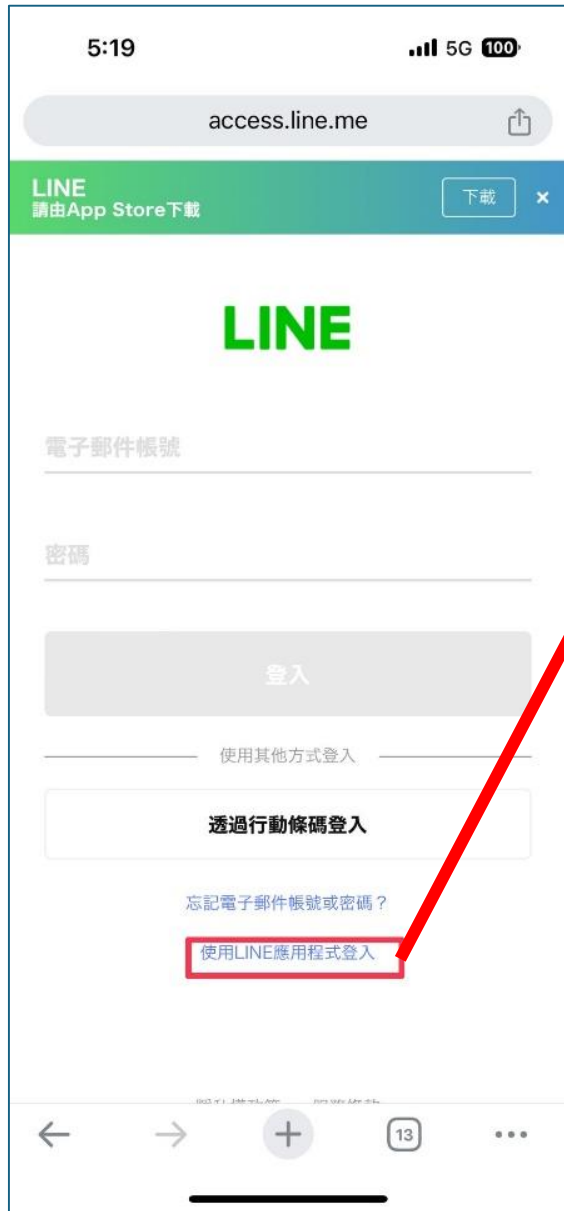 5:19
5G 100
access.line.me
LINE
請由App Store下載
下載
×
LINE
電子郵件帳號
密碼
登入
使用其他方式登入
透過行動條碼登入
忘記電子郵件帳號或密碼？
使用LINE應用程式登入
13